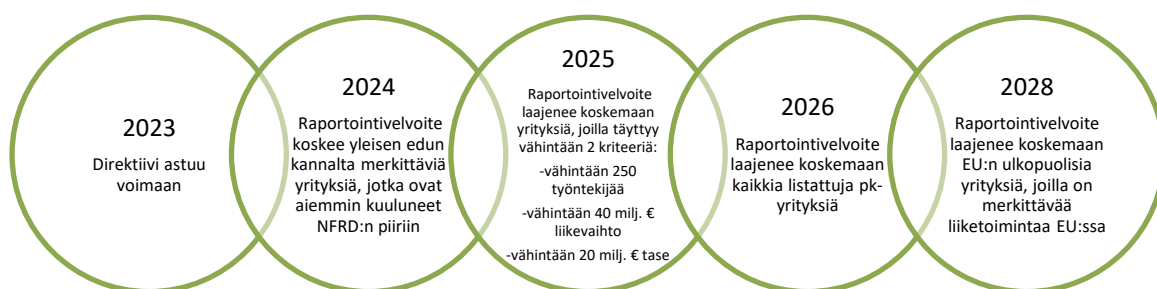 2023
Direktiivi astuu
voimaan
2024
Raportointivelvoite
koskee yleisen edun
kannalta merkittäviä
yrityksiä, jotka ovat
aiemmin kuuluneet
NFRD:n piiriin
2025
Raportointivelvoite
laajenee koskemaan
yrityksiä, joilla täyttyy
vähintään 2 kriteeriä:
-vähintään 250
työntekijää
-vähintään 40 milj. €
liikevaihto
-vähintään 20 milj. € tase
2026
Raportointivelvoite
laajenee koskemaan
kaikkia listattuja pk-
yrityksiä
2028
Raportointivelvoite
laajenee koskemaan
EU:n ulkopuolisia
yrityksiä, joilla on
merkittävää
liiketoimintaa EU:ssa